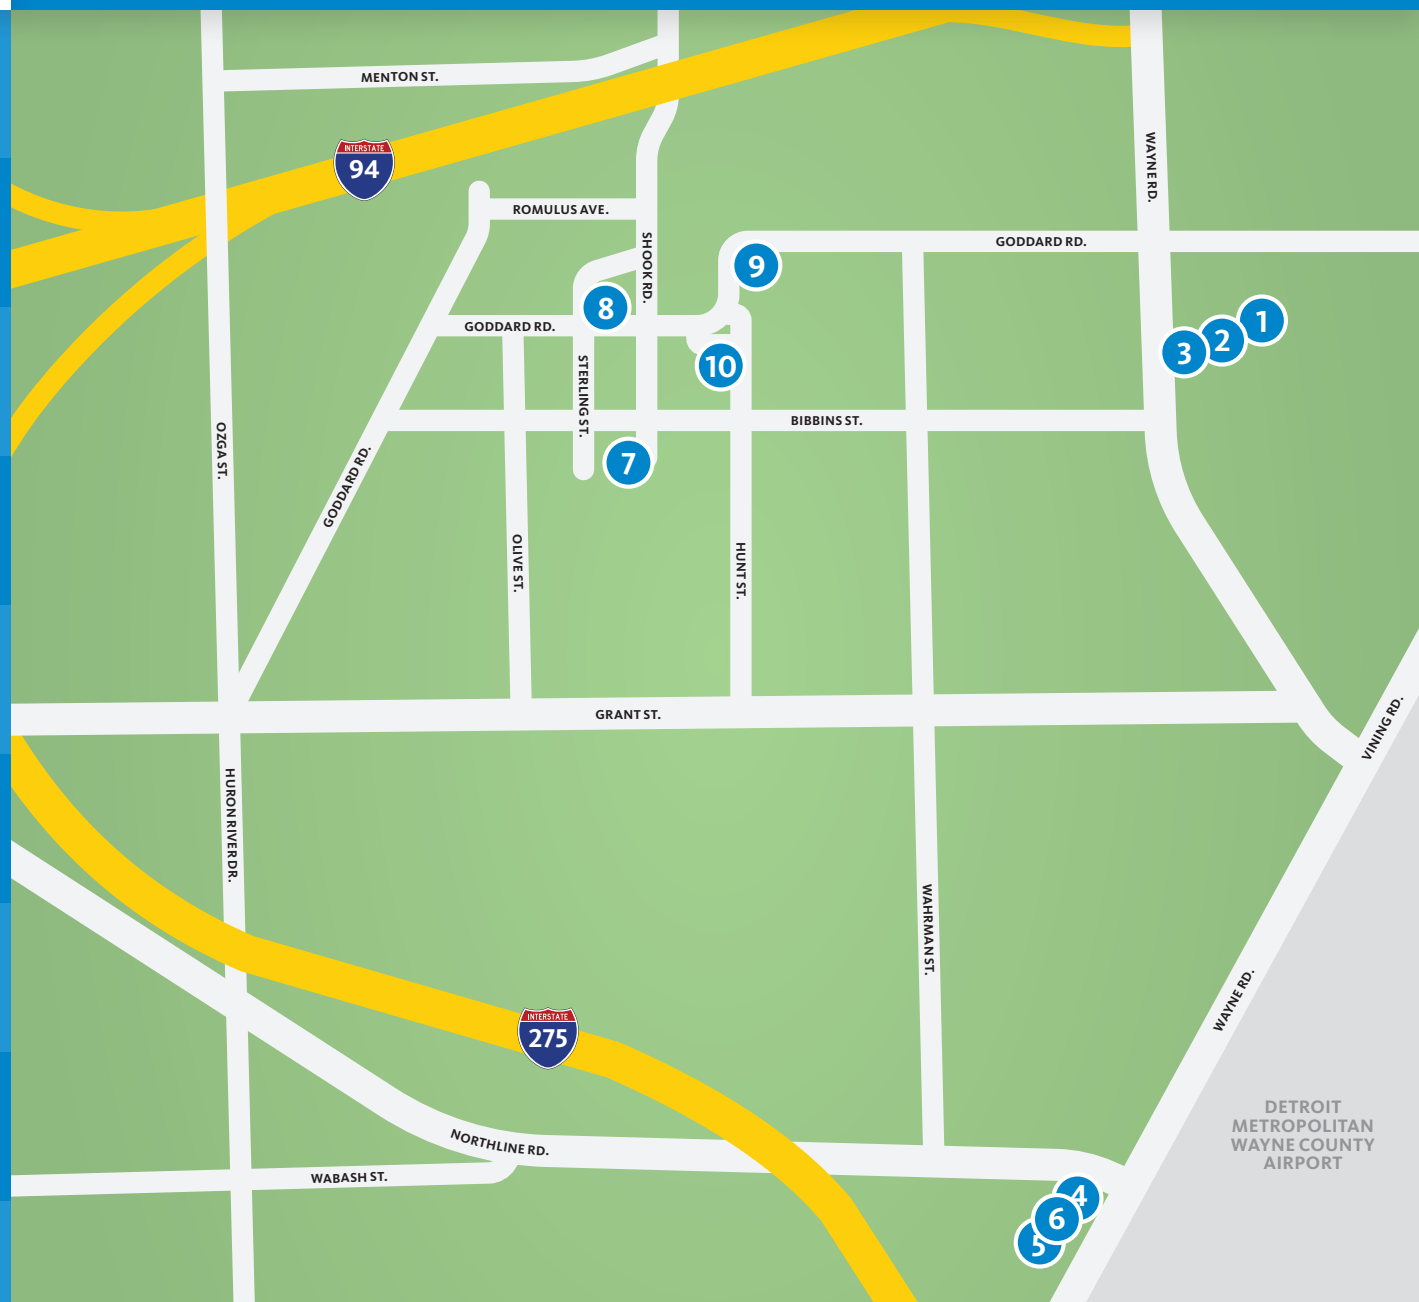 MENTON ST.
INTERSTATE
94
WAYNE RD.
ROMULUS AVE.
SHOOK RD.
GODDARD RD.
9
8
1
2
3
GODDARD RD.
10
STERLING ST.
BIBBINS ST.
OZGA ST.
GODDARD RD.
7
OLIVE ST.
HUNT ST.
GRANT ST.
VINING RD.
HURON RIVER DR.
WAHRMAN ST.
WAYNE RD.
INTERSTATE
275
DETROIT
METROPOLITAN
WAYNE COUNTY
AIRPORT
NORTHLINE RD.
WABASH ST.
4
6
5